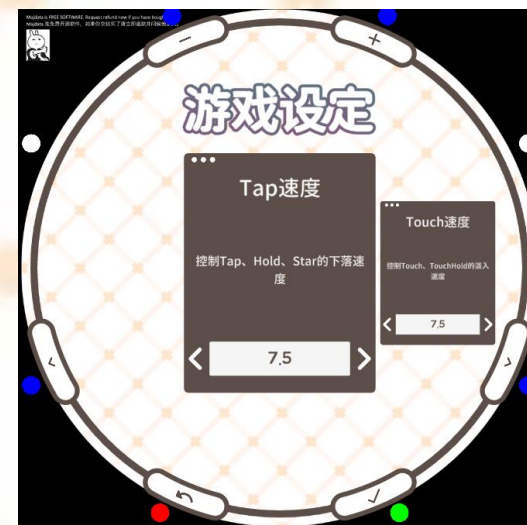 Majdata is FREE SOFTWARE. Request refund now if you have bough
游戏设定
Tap速度
控制Tap、Hold、Star的下落速
度
7.5
Touch速度
控制Touch、TouchHold的淡入
速度
7.5